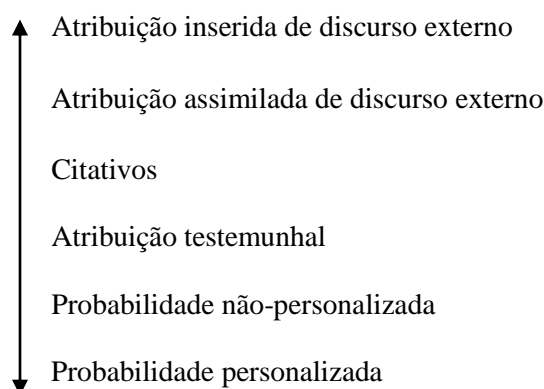 Atribuição inserida de discurso externo
Atribuição assimilada de discurso externo
Citativos
Atribuição testemunhal
Probabilidade não-personalizada
Probabilidade personalizada